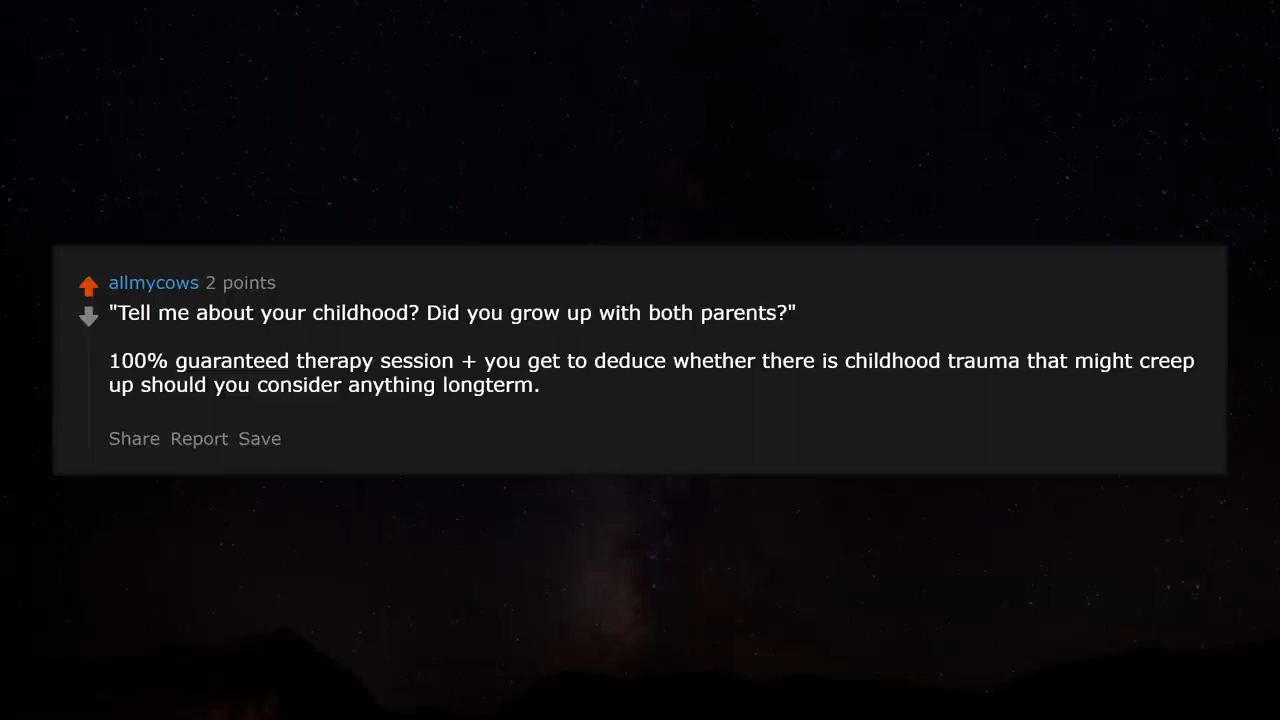 allmycows 2 points
"Tell me about your childhood? Did you grow up with both parents?"
100% guaranteed therapy session + you get to deduce whether there is childhood trauma that might creep
up should you consider anything longterm.
Share Report Save